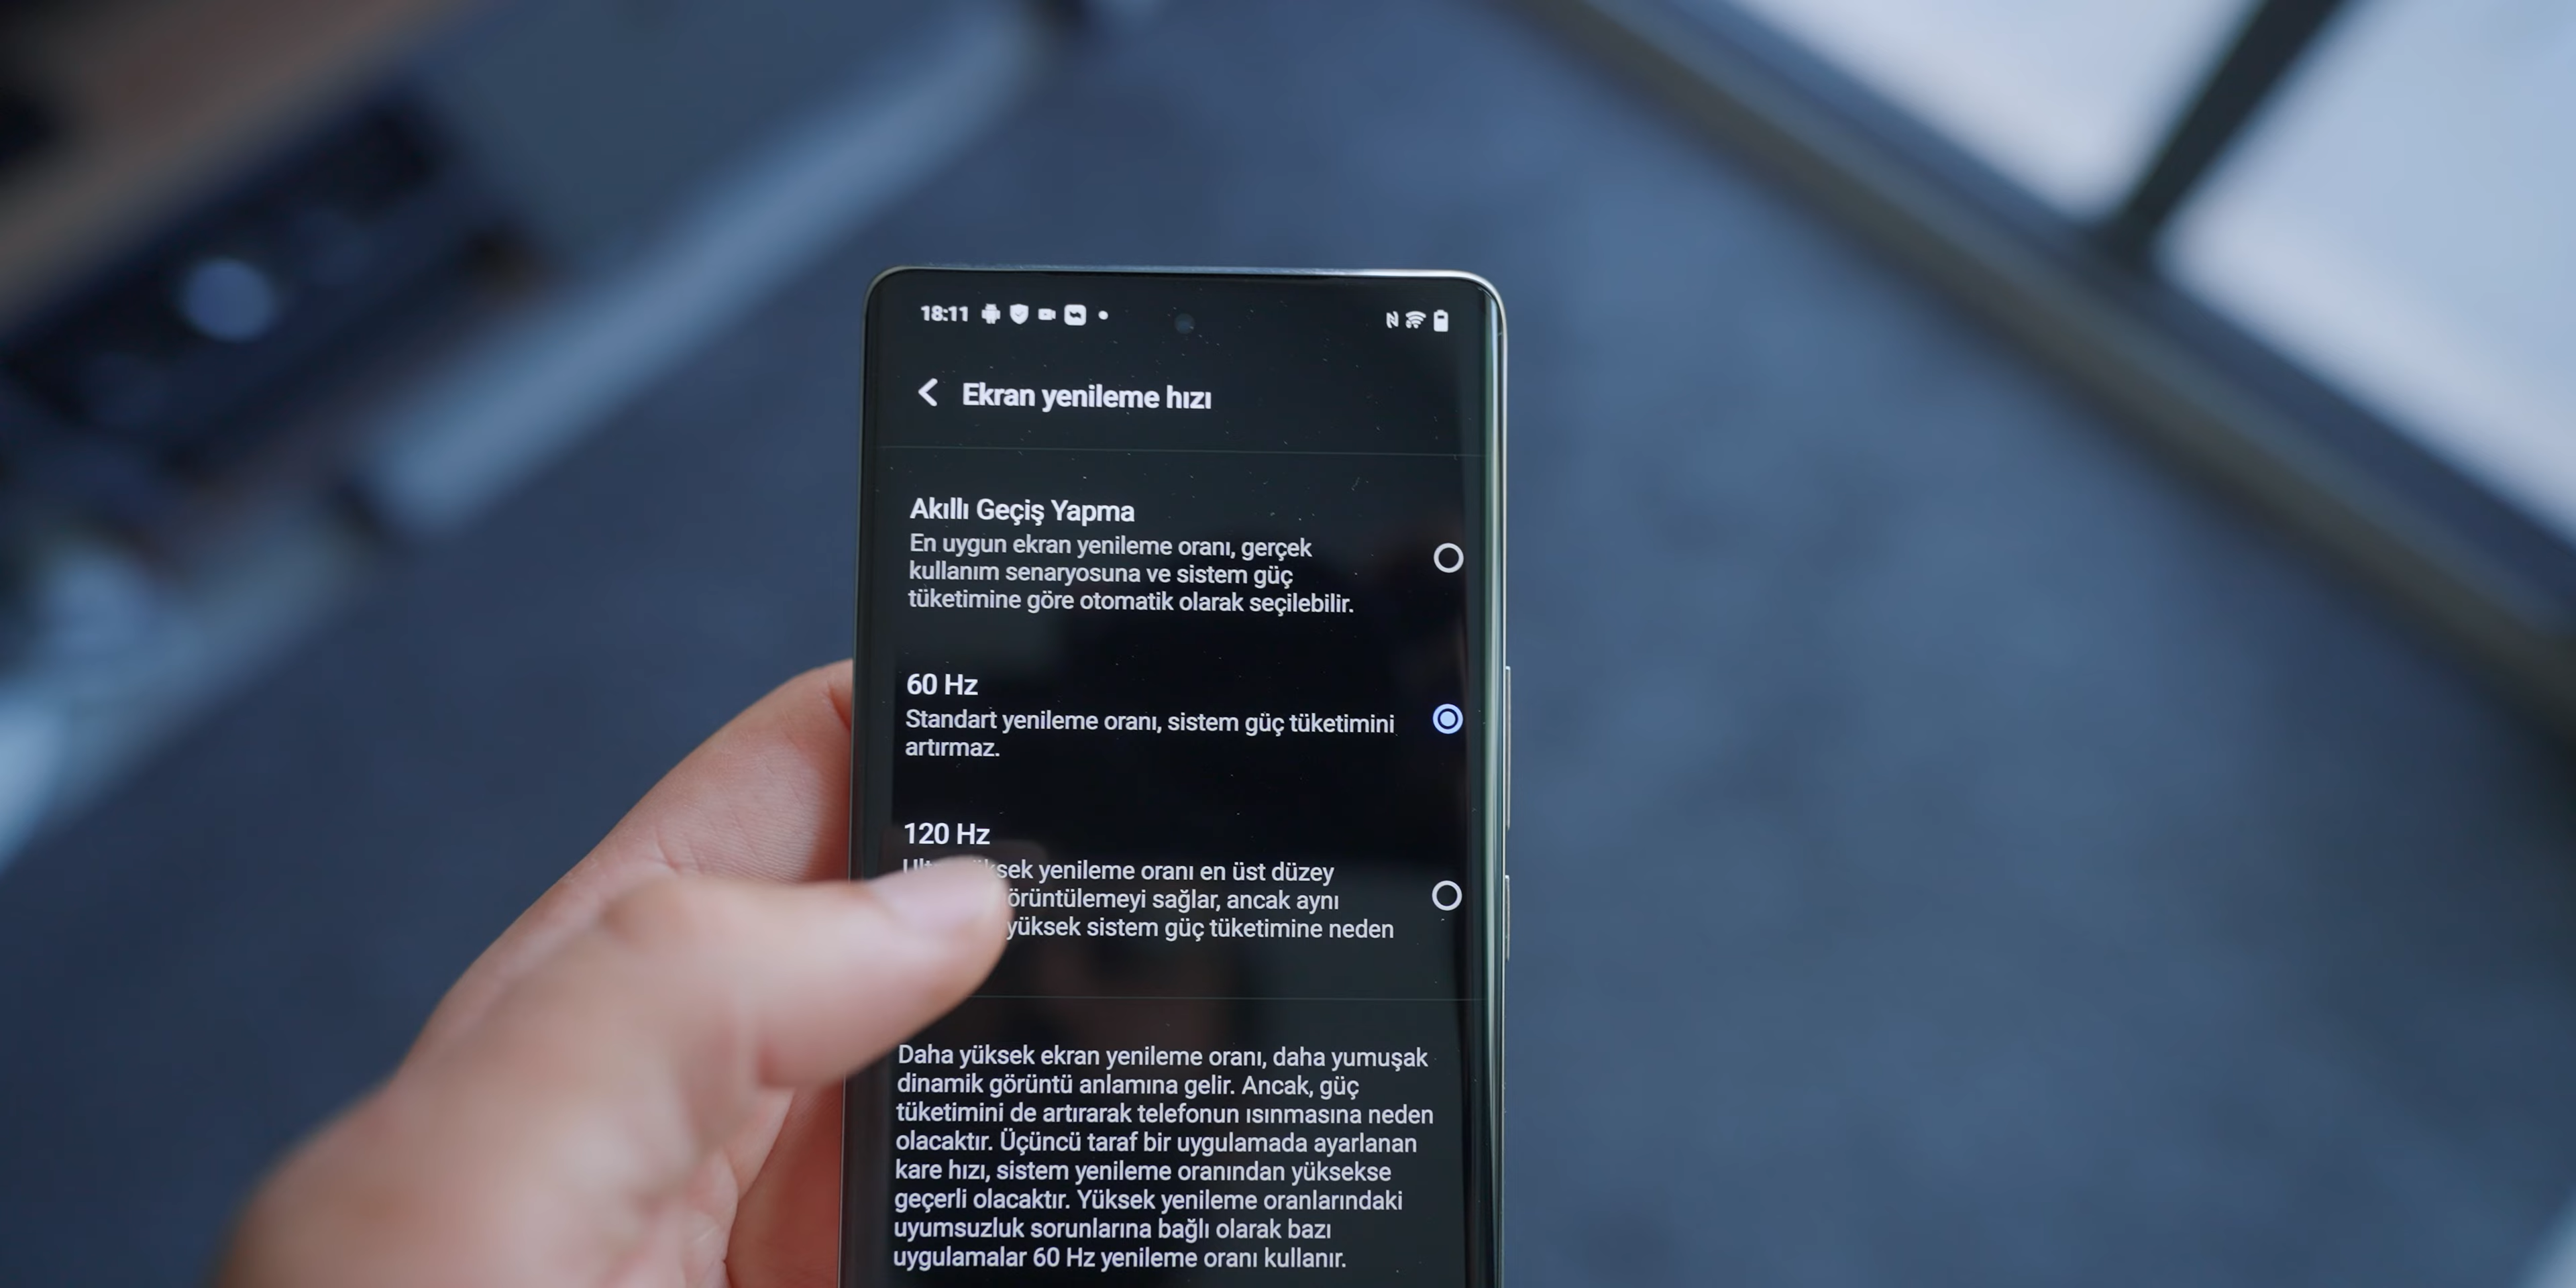 18:11
Ekran yenileme hızı
Akıllı Geçiş Yapma
En uygun ekran yenileme oranı, gerçek
kullanım senaryosuna ve sistem güç
tüketimine göre otomatik olarak seçilebilir.
60 Hz
Standart yenileme oranı, sistem güç tüketimini
artırmaz.
120 Hz
yenileme oranı en üst düzey
sağlar, ancak aynı
yüksek sistem güç tüketimine neden
Daha yüksek ekran yenileme oranı, daha yumuşak
dinamik görüntü anlamına gelir. Ancak, güç
tüketimini de artırarak telefonun ısınmasına neden
olacaktır. Üçüncü taraf bir uygulamada ayarlanan
kare hızı, sistem yenileme oranından yüksekse
geçerli olacaktır. Yüksek yenileme oranlarındaki
uyumsuzluk sorunlarına bağlı olarak bazı
uygulamalar 60 Hz yenileme oranı kullanır.